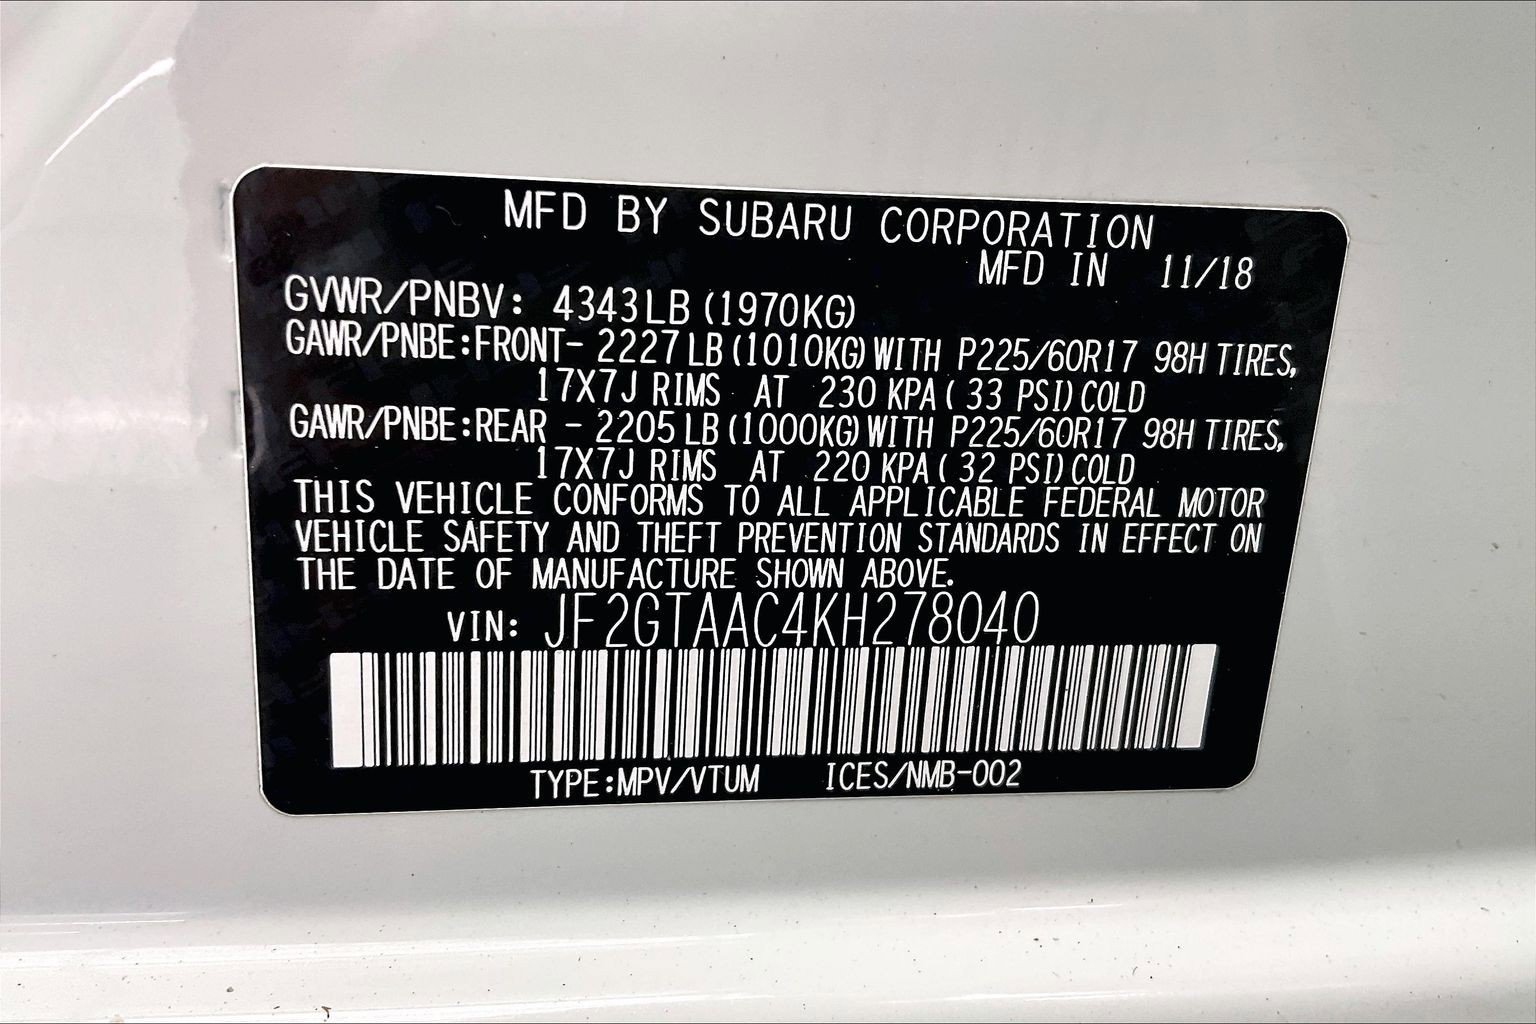 MFD BY SUBARU CORPORATION
MFD IN 11/18
GVWR/PNBV: 4343LB (1970KG)
GAWR/PNBE:FRONT- 2227LB(1010KG)WITH P225/60R17 98H TIRES,
17X7J RIMS AT 230 KPA( 33 PSI)COLD
GAWR/PNBE:REAR - 2205LB(1000KG)WITH P225/60R17 98H TIRES,
17X7J RIMS AT 220 KPA( 32 PSI)COLD
THIS VEHICLE CONFORMS TO ALL APPLICABLE FEDERAL MOTOR
VEHICLE SAFETY AND THEFT PREVENTION STANDARDS IN EFFECT ON
THE DATE OF MANUFACTURE SHOWN ABOVE.
VIN: JF2GTAAC4KH278040
TYPE:MPV/VTUM ICES/NMB-002